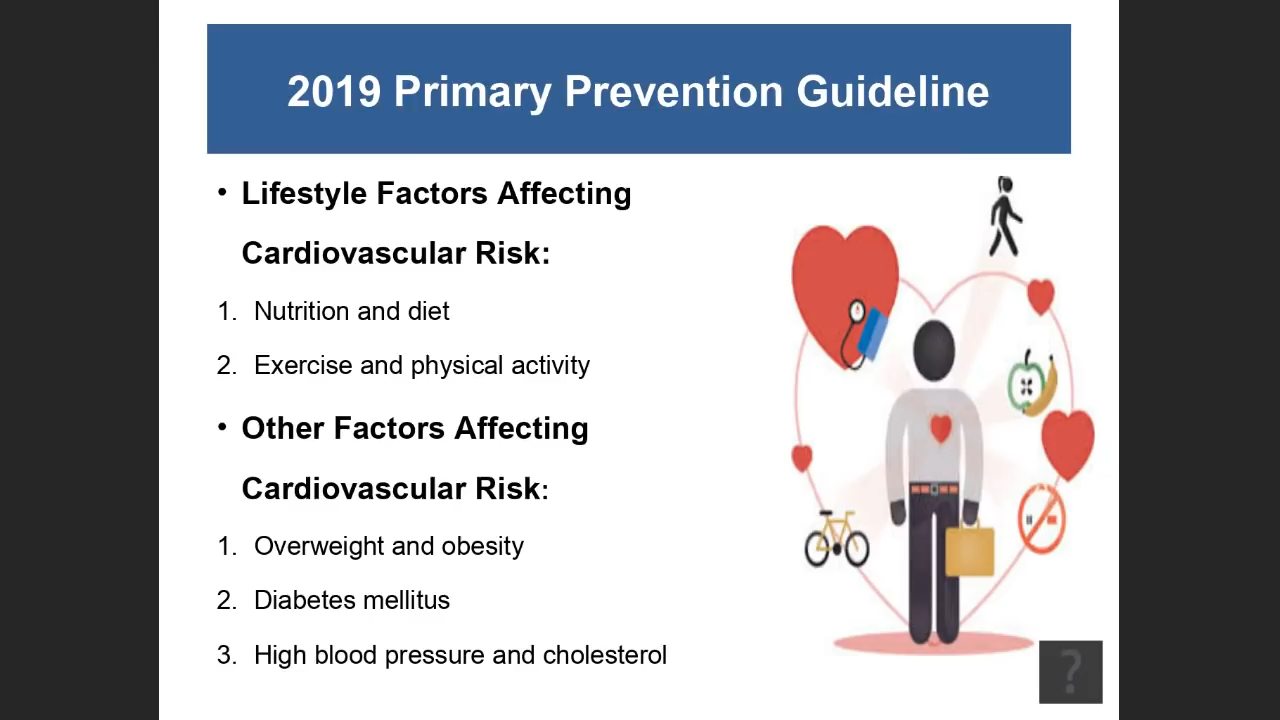 2019 Primary Prevention Guideline
• Lifestyle Factors Affecting
Cardiovascular Risk:
1. Nutrition and diet
2. Exercise and physical activity
• Other Factors Affecting
Cardiovascular Risk:
1. Overweight and obesity
2. Diabetes mellitus
3. High blood pressure and cholesterol
?